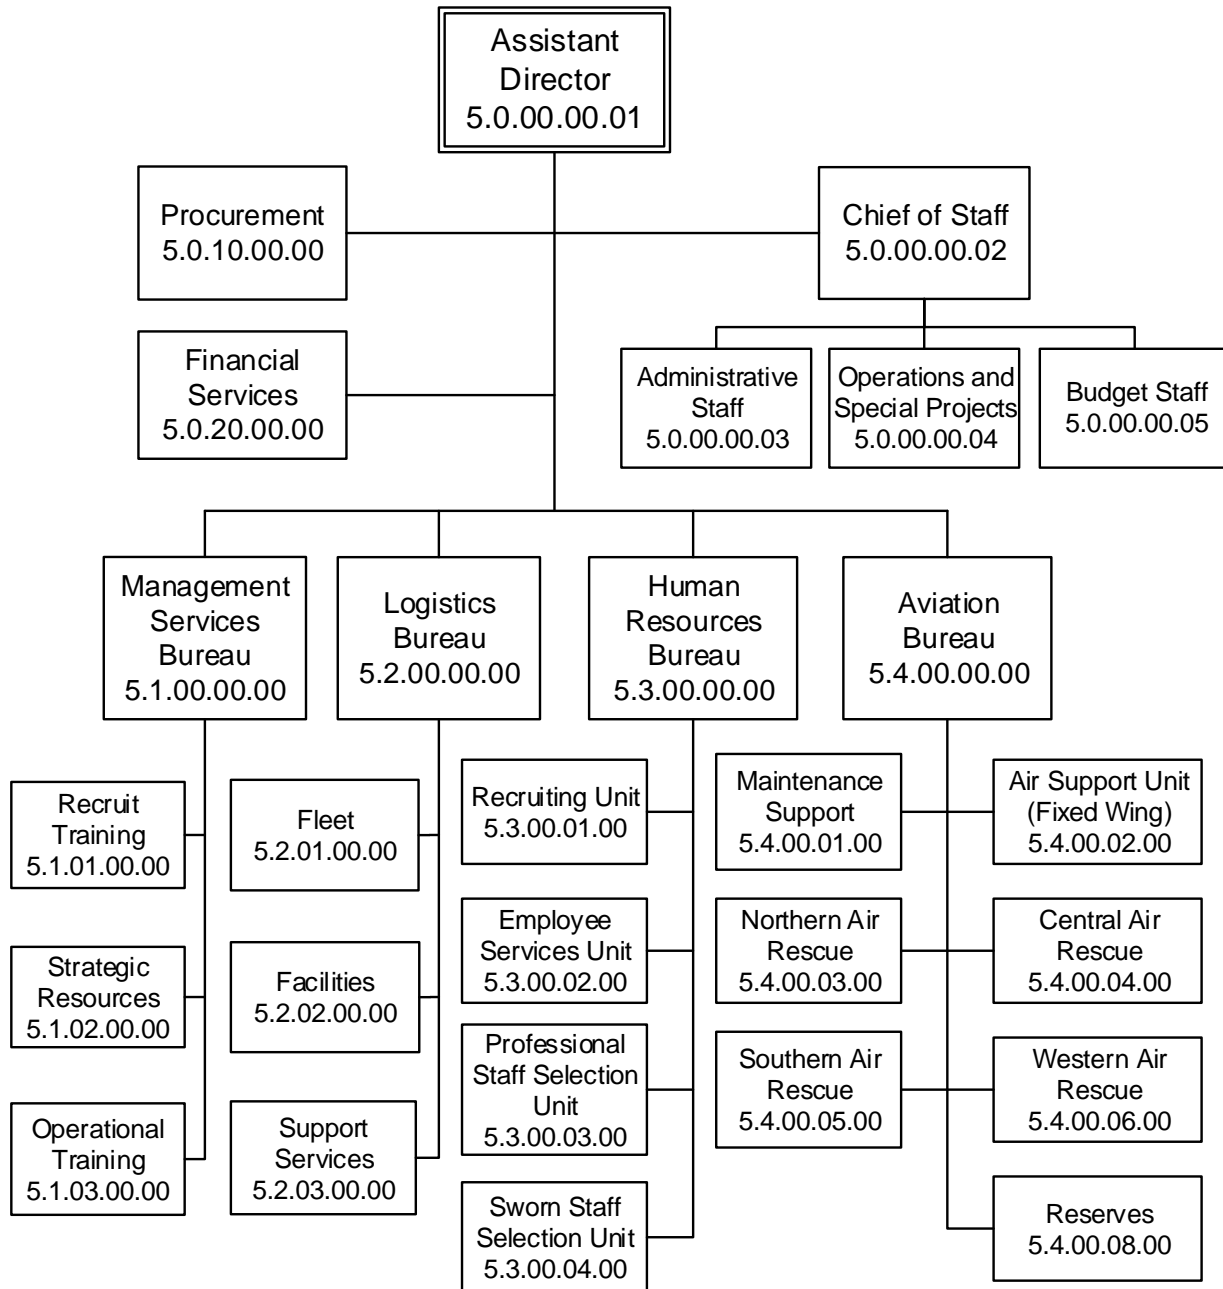 Assistant
Director
5.0.00.00.01
Procurement
5.0.10.00.00
Chief of Staff
5.0.00.00.02
Financial
Services
5.0.20.00.00
Administrative
Staff
5.0.00.00.03
Operations and
Special Projects
5.0.00.00.04
Budget Staff
5.0.00.00.05
Management
Services
Bureau
5.1.00.00.00
Logistics
Bureau
5.2.00.00.00
Human
Resources
Bureau
5.3.00.00.00
Aviation
Bureau
5.4.00.00.00
Recruit
Training
5.1.01.00.00
Fleet
5.2.01.00.00
Recruiting Unit
5.3.00.01.00
Maintenance
Support
5.4.00.01.00
Air Support Unit
(Fixed Wing)
5.4.00.02.00
Strategic
Resources
5.1.02.00.00
Facilities
5.2.02.00.00
Employee
Services Unit
5.3.00.02.00
Northern Air
Rescue
5.4.00.03.00
Central Air
Rescue
5.4.00.04.00
Professional
Staff Selection
Unit
5.3.00.03.00
Southern Air
Rescue
5.4.00.05.00
Western Air
Rescue
5.4.00.06.00
Operational
Training
5.1.03.00.00
Support
Services
5.2.03.00.00
Sworn Staff
Selection Unit
5.3.00.04.00
Reserves
5.4.00.08.00